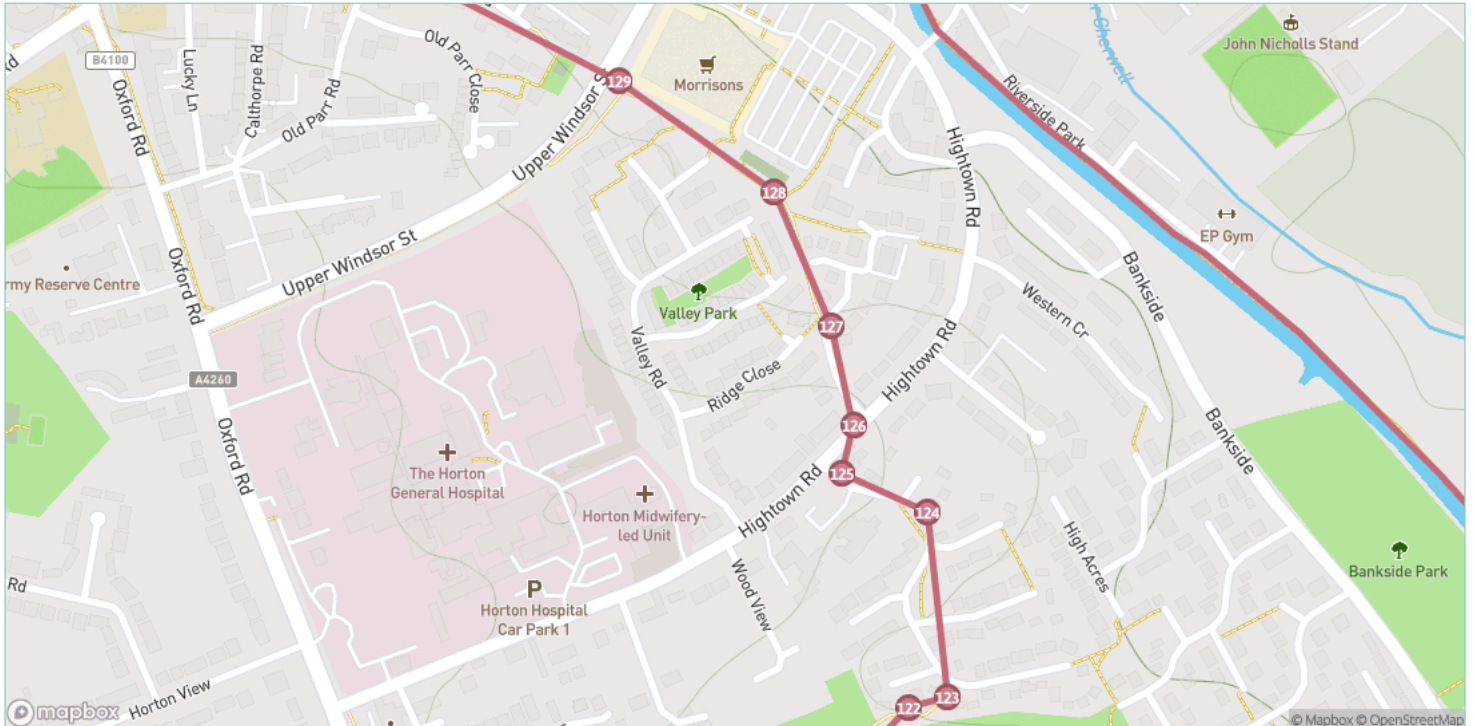 B4100
Oxford Rd
Lucky Ln
Calthorpe Rd
Old Parr Rd
Old Parr Close
129
Morrisons
Upper Windsor St
128
Hightown Rd
Riverside Park
Cherwell
John Nicholls Stand
EP Gym
rmy Reserve Centre
Oxford Rd
Upper Windsor St
Valley Park
127
Western Cr
Bankside
A4260
Valley Rd
Ridge Close
Hightown Rd
126
Oxford Rd
The Horton
General Hospital
125
Bankside
Horton Midwifery-
led Unit
Hightown Rd
124
High Acres
Bankside Park
Rd
P
Horton Hospital
Car Park 1
Wood View
Horton View
123
122
mapbox
© Mapbox © OpenStreetMap